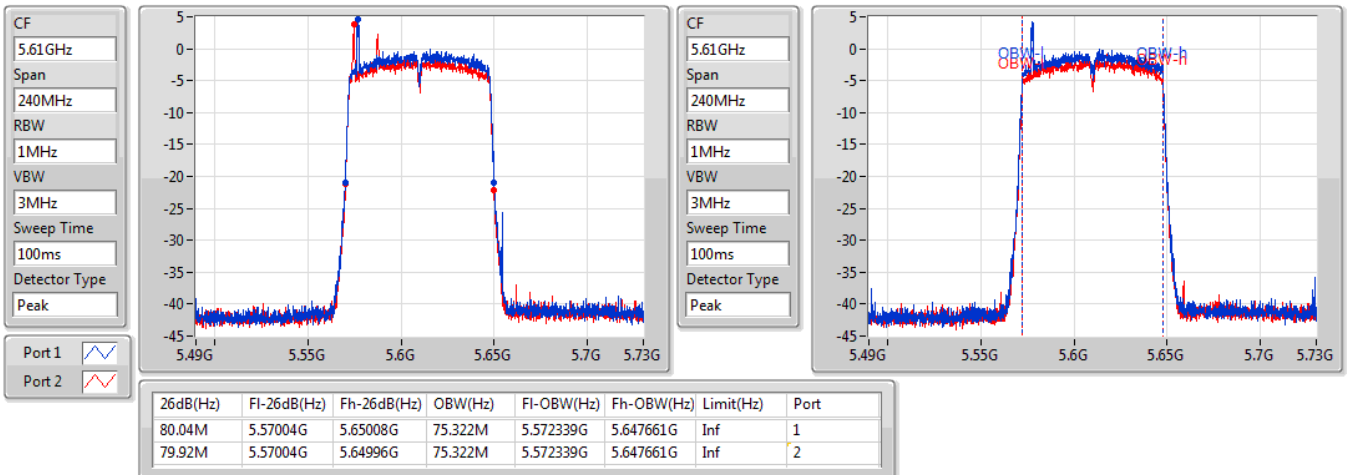 CF
5.61GHz
Span
240MHz
RBW
1MHz
VBW
3MHz
Sweep Time
100ms
Detector Type
Peak
Port 1
Port 2
5
0
-5
-10
-15
-20
-25
-30
-35
-40
-45
5.49G 5.55G 5.6G 5.65G 5.7G 5.73G
CF
5.61GHz
Span
240MHz
RBW
1MHz
VBW
3MHz
Sweep Time
100ms
Detector Type
Peak
5
0
-5
-10
-15
-20
-25
-30
-35
-40
-45
OBW-l OBW-h
5.49G 5.55G 5.6G 5.65G 5.7G 5.73G
26dB(Hz) Fl-26dB(Hz) Fh-26dB(Hz) OBW(Hz) Fl-OBW(Hz) Fh-OBW(Hz) Limit(Hz) Port
80.04M 5.57004G 5.65008G 75.322M 5.572339G 5.647661G Inf 1
79.92M 5.57004G 5.64996G 75.322M 5.572339G 5.647661G Inf 2